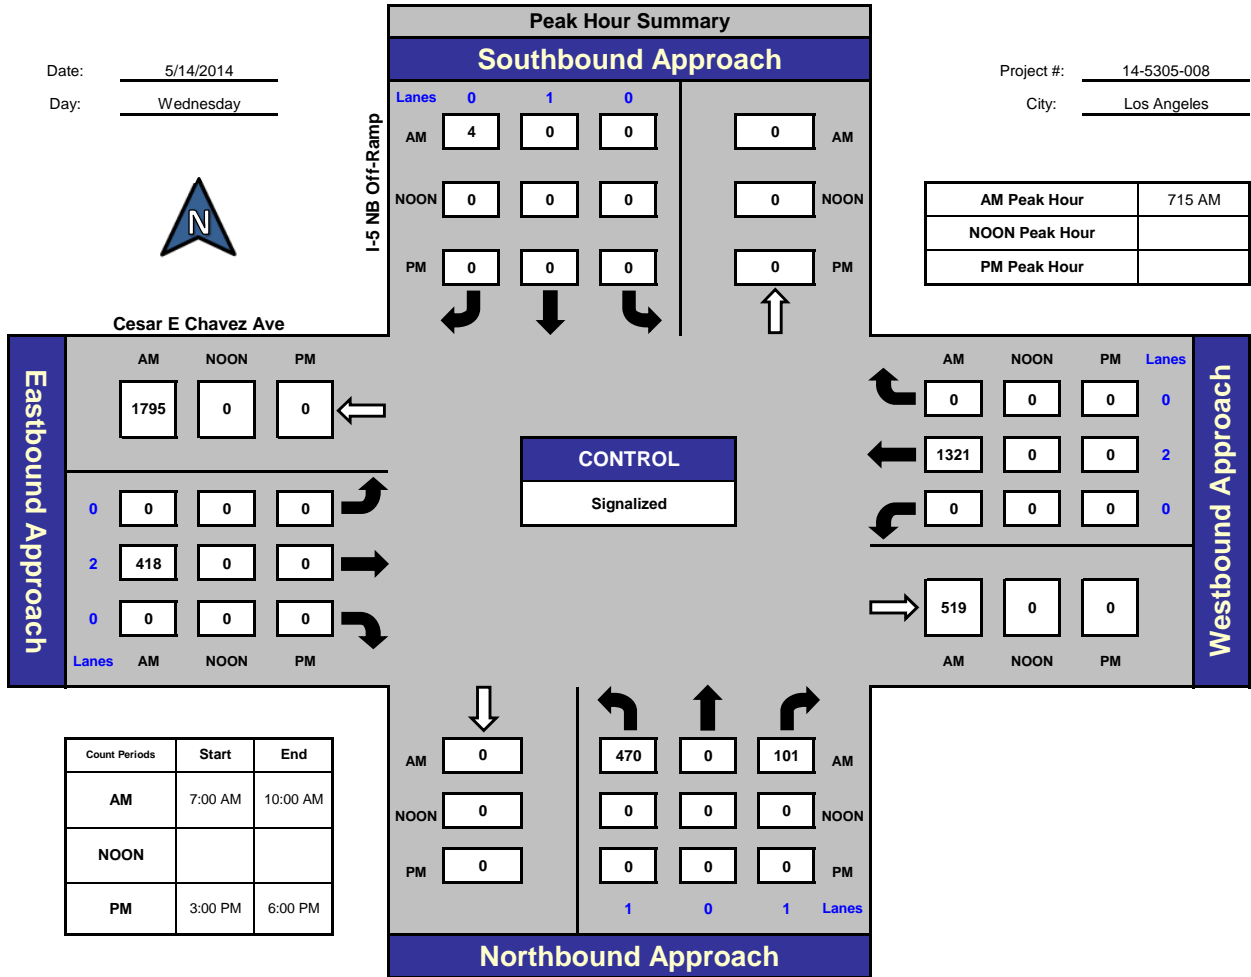 Peak Hour Summary
Southbound Approach
Date: 5/14/2014
Project #: 14-5305-008
Day: Wednesday
City: Los Angeles
Lanes 0 1 0
I-5 NB Off-Ramp
AM 4 0 0 0 AM
NOON 0 0 0 0 NOON
PM 0 0 0 0 PM
N
AM Peak Hour 715 AM
NOON Peak Hour
PM Peak Hour
Cesar E Chavez Ave
Eastbound Approach
AM NOON PM
1795 0 0
0 0 0 0
2 418 0 0
0 0 0 0
Lanes AM NOON PM
CONTROL
Signalized
AM NOON PM Lanes
0 0 0 0
1321 0 0 2
0 0 0 0
519 0 0
AM NOON PM
Westbound Approach
Count Periods Start End
AM 7:00 AM 10:00 AM
NOON
PM 3:00 PM 6:00 PM
AM 0 470 0 101 AM
NOON 0 0 0 0 NOON
PM 0 0 0 0 PM
1 0 1 Lanes
Northbound Approach